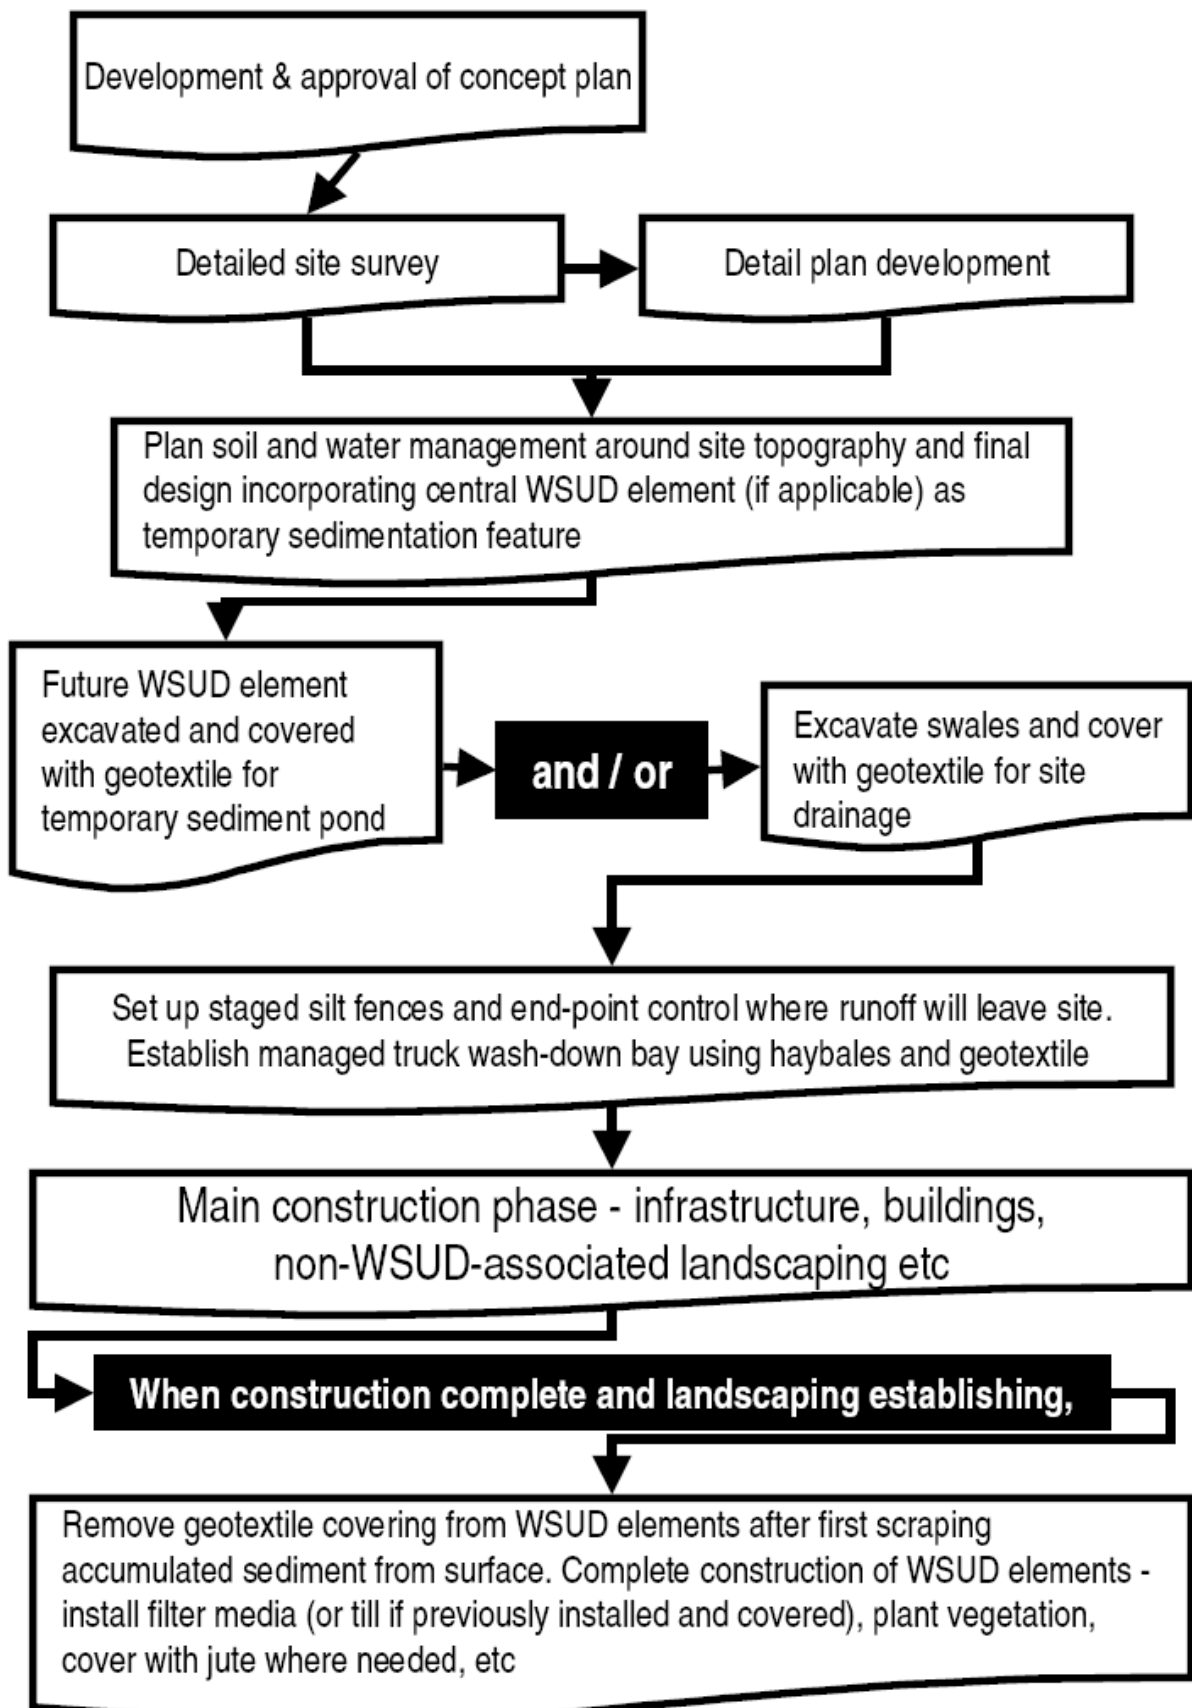 Development & approval of concept plan
Detailed site survey
Detail plan development
Plan soil and water management around site topography and final
design incorporating central WSUD element (if applicable) as
temporary sedimentation feature
Future WSUD element
excavated and covered
with geotextile for
temporary sediment pond
and / or
Excavate swales and cover
with geotextile for site
drainage
Set up staged silt fences and end-point control where runoff will leave site.
Establish managed truck wash-down bay using haybales and geotextile
Main construction phase - infrastructure, buildings,
non-WSUD-associated landscaping etc
When construction complete and landscaping establishing,
Remove geotextile covering from WSUD elements after first scraping
accumulated sediment from surface. Complete construction of WSUD elements -
install filter media (or till if previously installed and covered), plant vegetation,
cover with jute where needed, etc